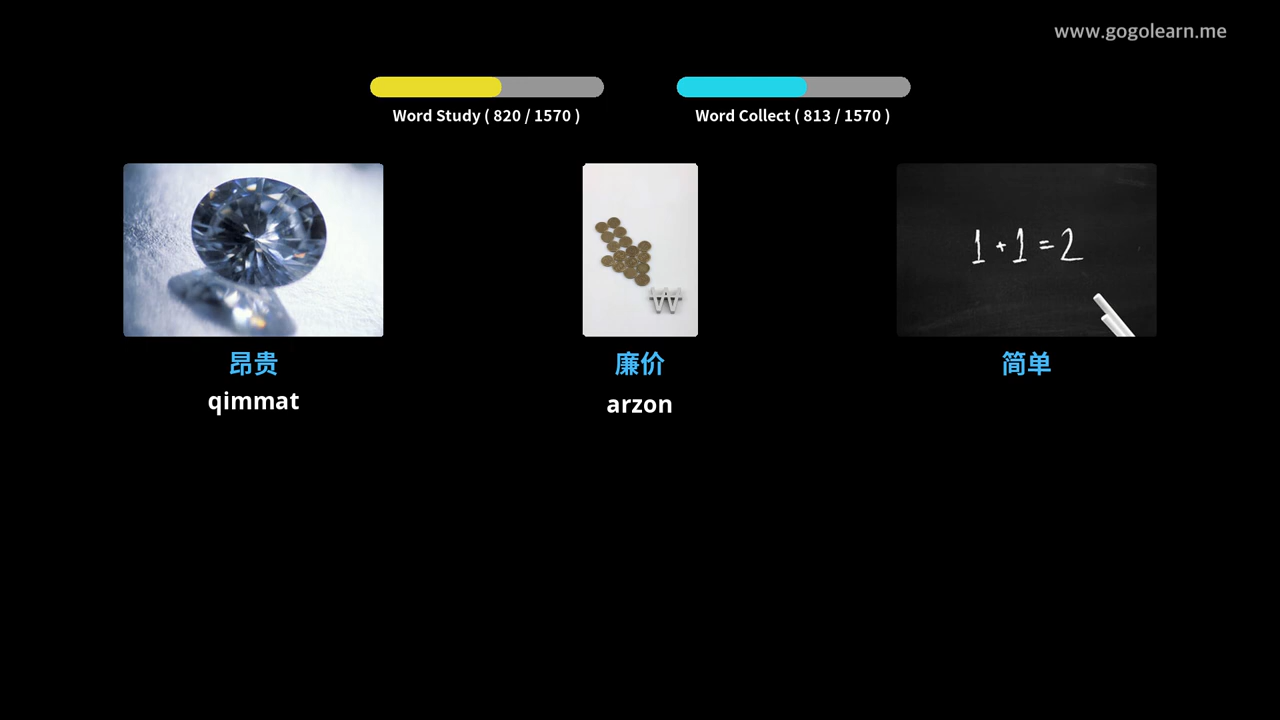 www.gogolearn.me
Word Study ( 820 / 1570 )
Word Collect ( 813 / 1570 )
₩
1 + 1 = 2
昂贵
廉价
简单
qimmat
arzon